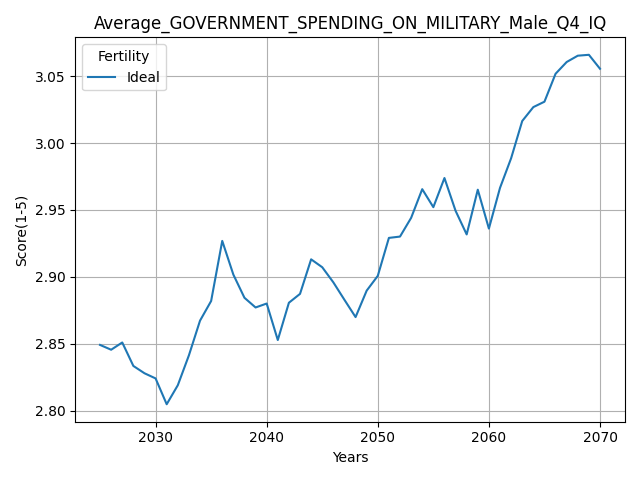 Average_GOVERNMENT_SPENDING_ON_MILITARY_Male_Q4_IQ
Fertility
Ideal
Score(1-5)
3.05
3.00
2.95
2.90
2.85
2.80
2030 2040 2050 2060 2070
Years